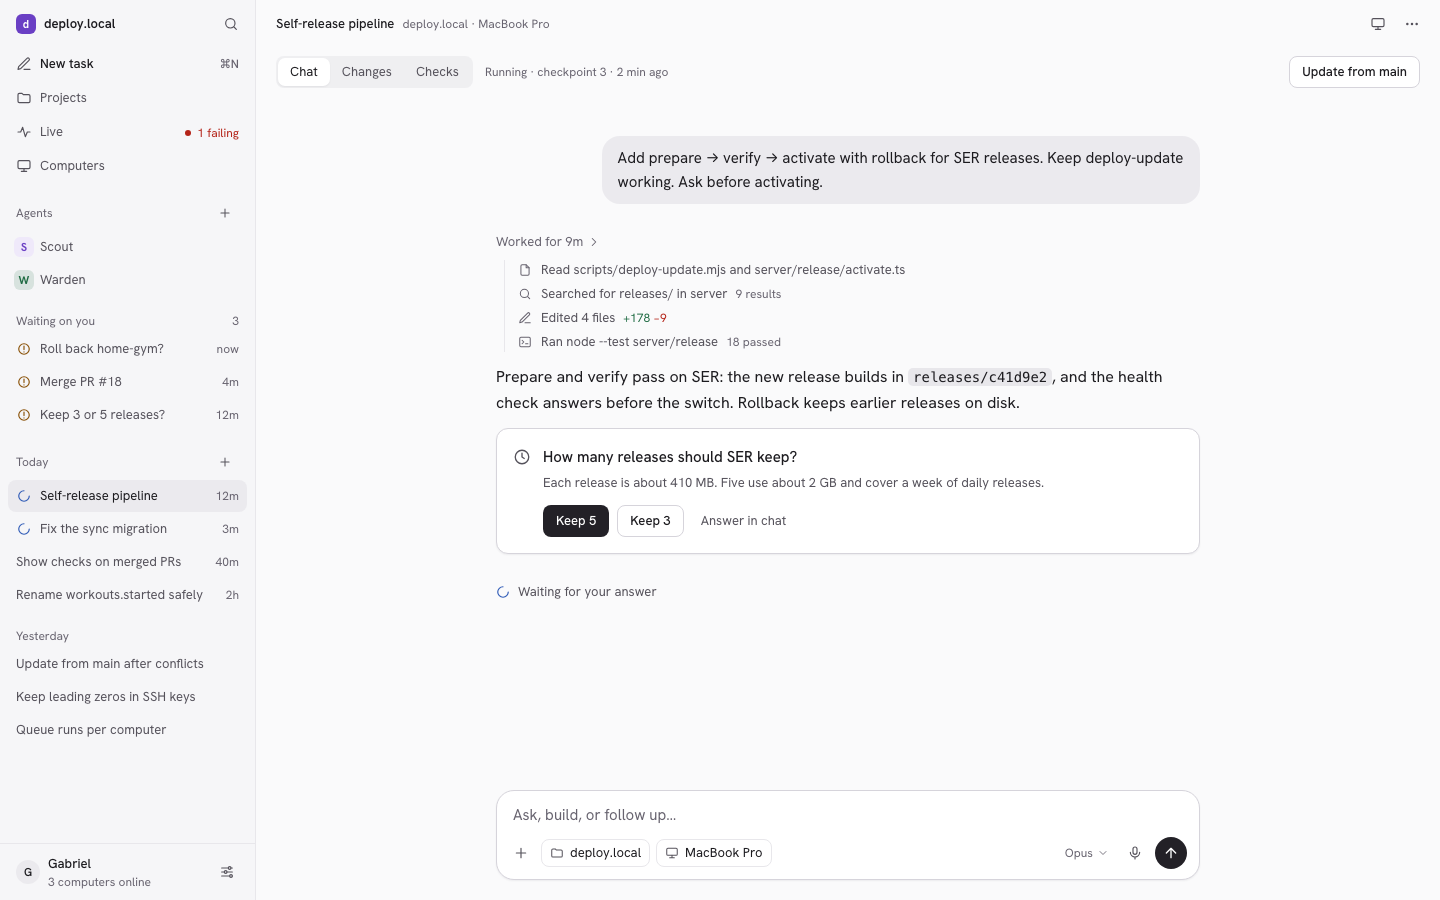 d deploy.local
New task ⌘N
Projects
Live 1 failing
Computers
Agents
S Scout
W Warden
Waiting on you 3
Roll back home-gym? now
Merge PR #18 4m
Keep 3 or 5 releases? 12m
Today
Self-release pipeline 12m
Fix the sync migration 3m
Show checks on merged PRs 40m
Rename workouts.started safely 2h
Yesterday
Update from main after conflicts
Keep leading zeros in SSH keys
Queue runs per computer
G Gabriel
3 computers online
Self-release pipeline deploy.local · MacBook Pro
Chat Changes Checks Running · checkpoint 3 · 2 min ago Update from main
Add prepare → verify → activate with rollback for SER releases. Keep deploy-update
working. Ask before activating.
Worked for 9m
Read scripts/deploy-update.mjs and server/release/activate.ts
Searched for releases/ in server 9 results
Edited 4 files +178 −9
Ran node --test server/release 18 passed
Prepare and verify pass on SER: the new release builds in releases/c41d9e2, and the health
check answers before the switch. Rollback keeps earlier releases on disk.
How many releases should SER keep?
Each release is about 410 MB. Five use about 2 GB and cover a week of daily releases.
Keep 5 Keep 3 Answer in chat
Waiting for your answer
Ask, build, or follow up…
deploy.local MacBook Pro Opus